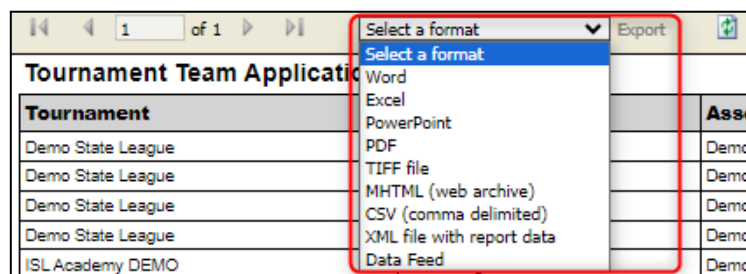 1 of 1 Select a format Export
Select a format
Tournament Team Applicatio
Word
Excel
PowerPoint
PDF
TIFF file
MHTML (web archive)
CSV (comma delimited)
XML file with report data
Data Feed
Tournament Asso
Demo State League Demo
Demo State League Demo
Demo State League Demo
Demo State League Demo
ISL Academy DEMO Demo